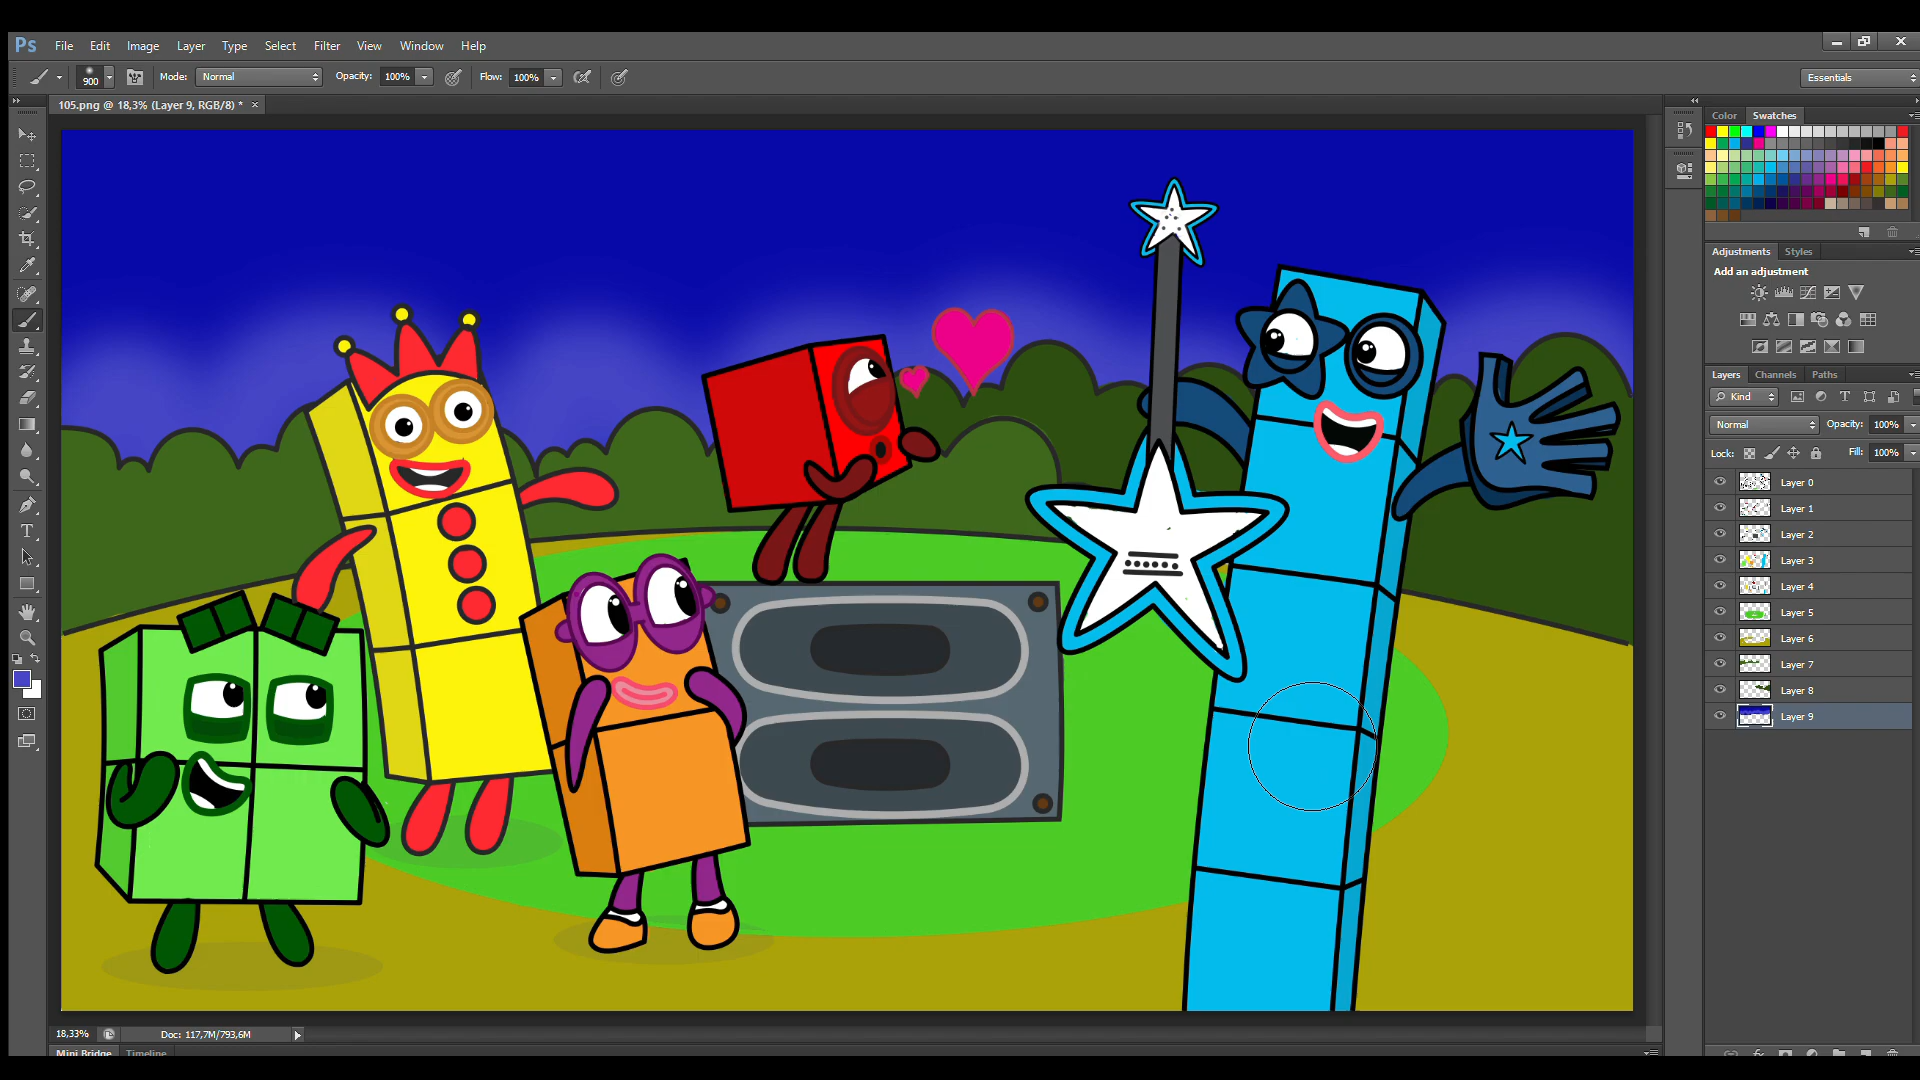 Ps File Edit Image Layer Type Select Filter View Window Help
900 Mode: Normal Opacity: 100% Flow: 100% Essentials
105.png @ 18,3% (Layer 9, RGB/8) * ×
Color Swatches
Adjustments Styles
Add an adjustment
Layers Channels Paths
Kind
Normal Opacity: 100%
Lock: Fill: 100%
Layer 0
Layer 1
Layer 2
Layer 3
Layer 4
Layer 5
Layer 6
Layer 7
Layer 8
Layer 9
18,33% Doc: 117,7M/793,6M
Mini Bridge Timeline